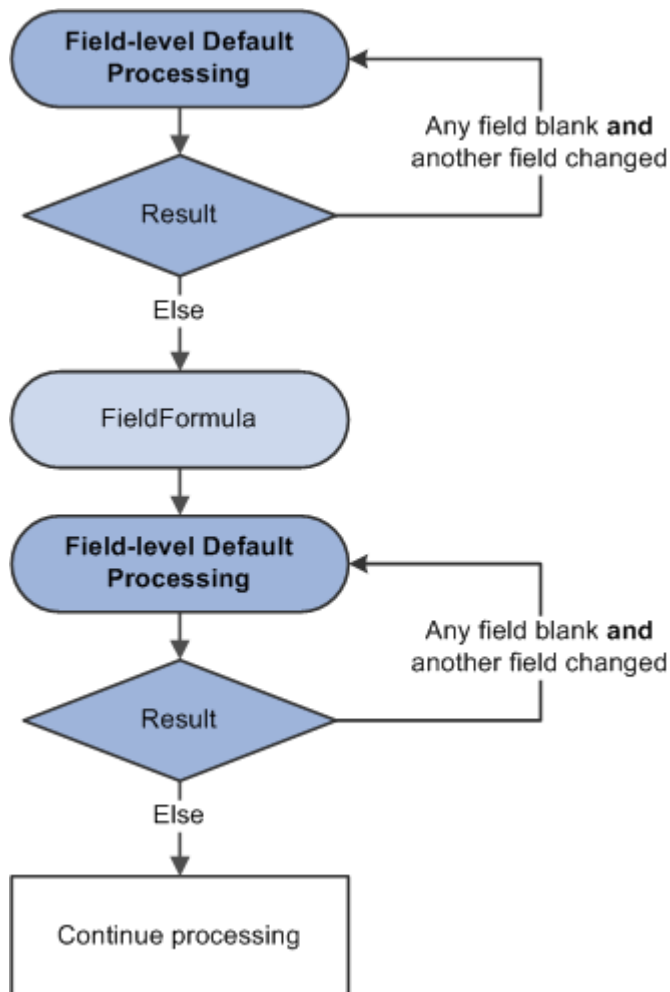 Field-level Default
Processing
Any field blank and
another field changed
Result
Else
FieldFormula
Field-level Default
Processing
Any field blank and
another field changed
Result
Else
Continue processing